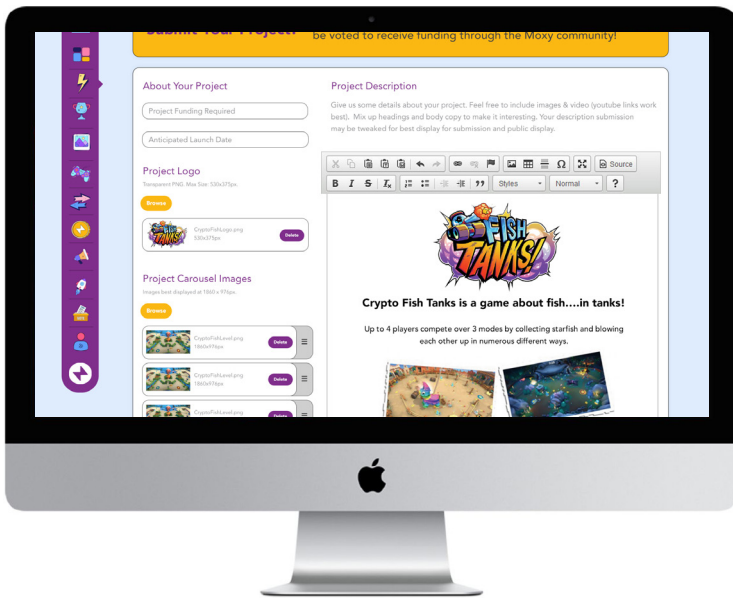 Submit Your Project!
be voted to receive funding through the Moxy community!
About Your Project
Project Funding Required
Anticipated Launch Date
Project Logo
Transparent PNG. Max Size: 530x375px.
Browse
FISH
TANKS!
CryptoFishLogo.png
530x375px
Delete
Project Carousel Images
Images best displayed at 1860 x 976px.
Browse
CryptoFishLevel.png
1860x976px
Delete
CryptoFishLevel.png
1860x976px
Delete
CryptoFishLevel.png
1860x976px
Delete
Project Description
Give us some details about your project. Feel free to include images & video (youtube links work
best). Mix up headings and body copy to make it interesting. Your description submission
may be tweaked for best display for submission and public display.
Source
B I S Ix
Styles
Normal
?
FISH
TANKS!
Crypto Fish Tanks is a game about fish....in tanks!
Up to 4 players compete over 3 modes by collecting starfish and blowing
each other up in numerous different ways.